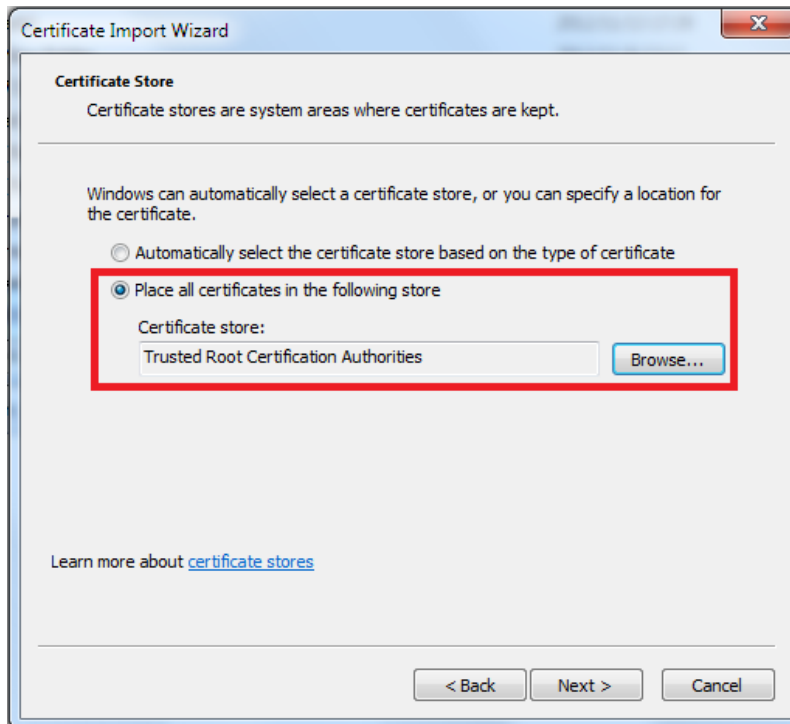 Certificate Import Wizard
Certificate Store
Certificate stores are system areas where certificates are kept.
Windows can automatically select a certificate store, or you can specify a location for
the certificate.
Automatically select the certificate store based on the type of certificate
Place all certificates in the following store
Certificate store:
Trusted Root Certification Authorities
Browse...
Learn more about certificate stores
< Back
Next >
Cancel